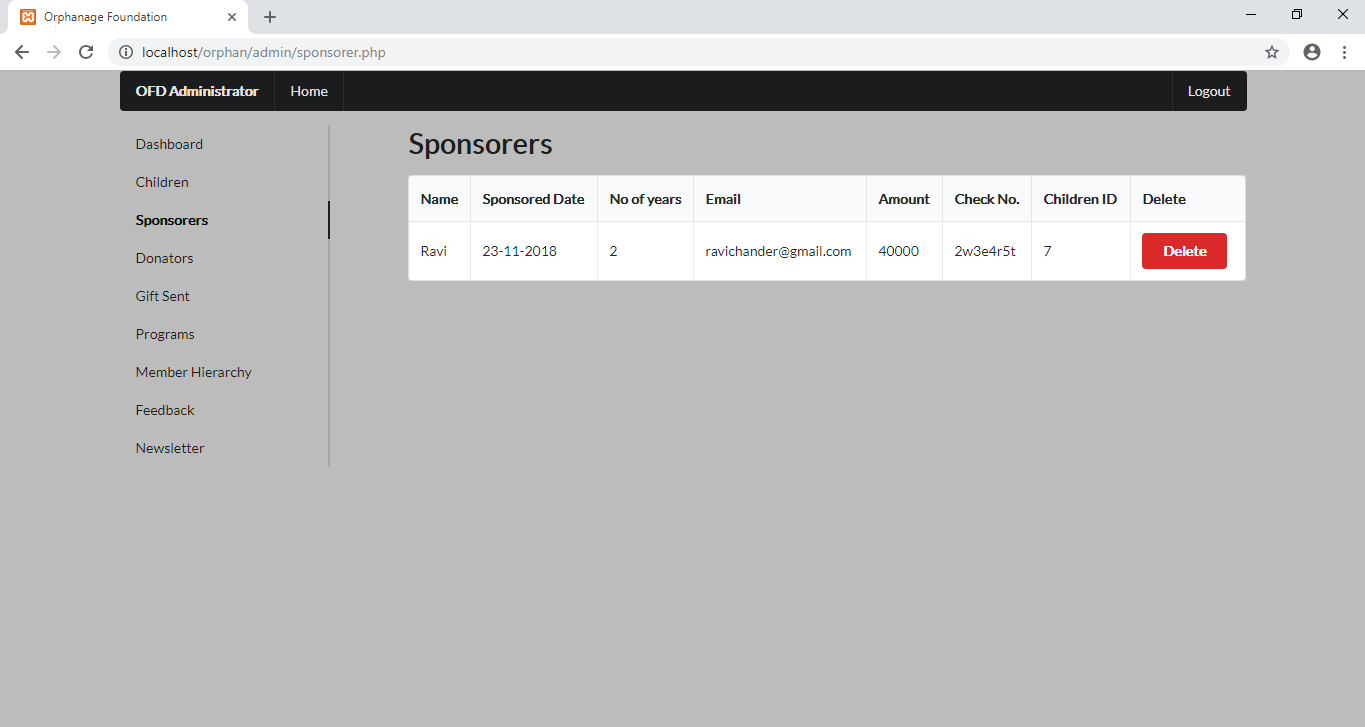 Orphanage Foundation
localhost/orphan/admin/sponsorer.php
OFD Administrator Home Logout
Dashboard
Children
Sponsorers
Donators
Gift Sent
Programs
Member Hierarchy
Feedback
Newsletter
Sponsorers
Name Sponsored Date No of years Email Amount Check No. Children ID Delete
Ravi 23-11-2018 2 ravichander@gmail.com 40000 2w3e4r5t 7 Delete